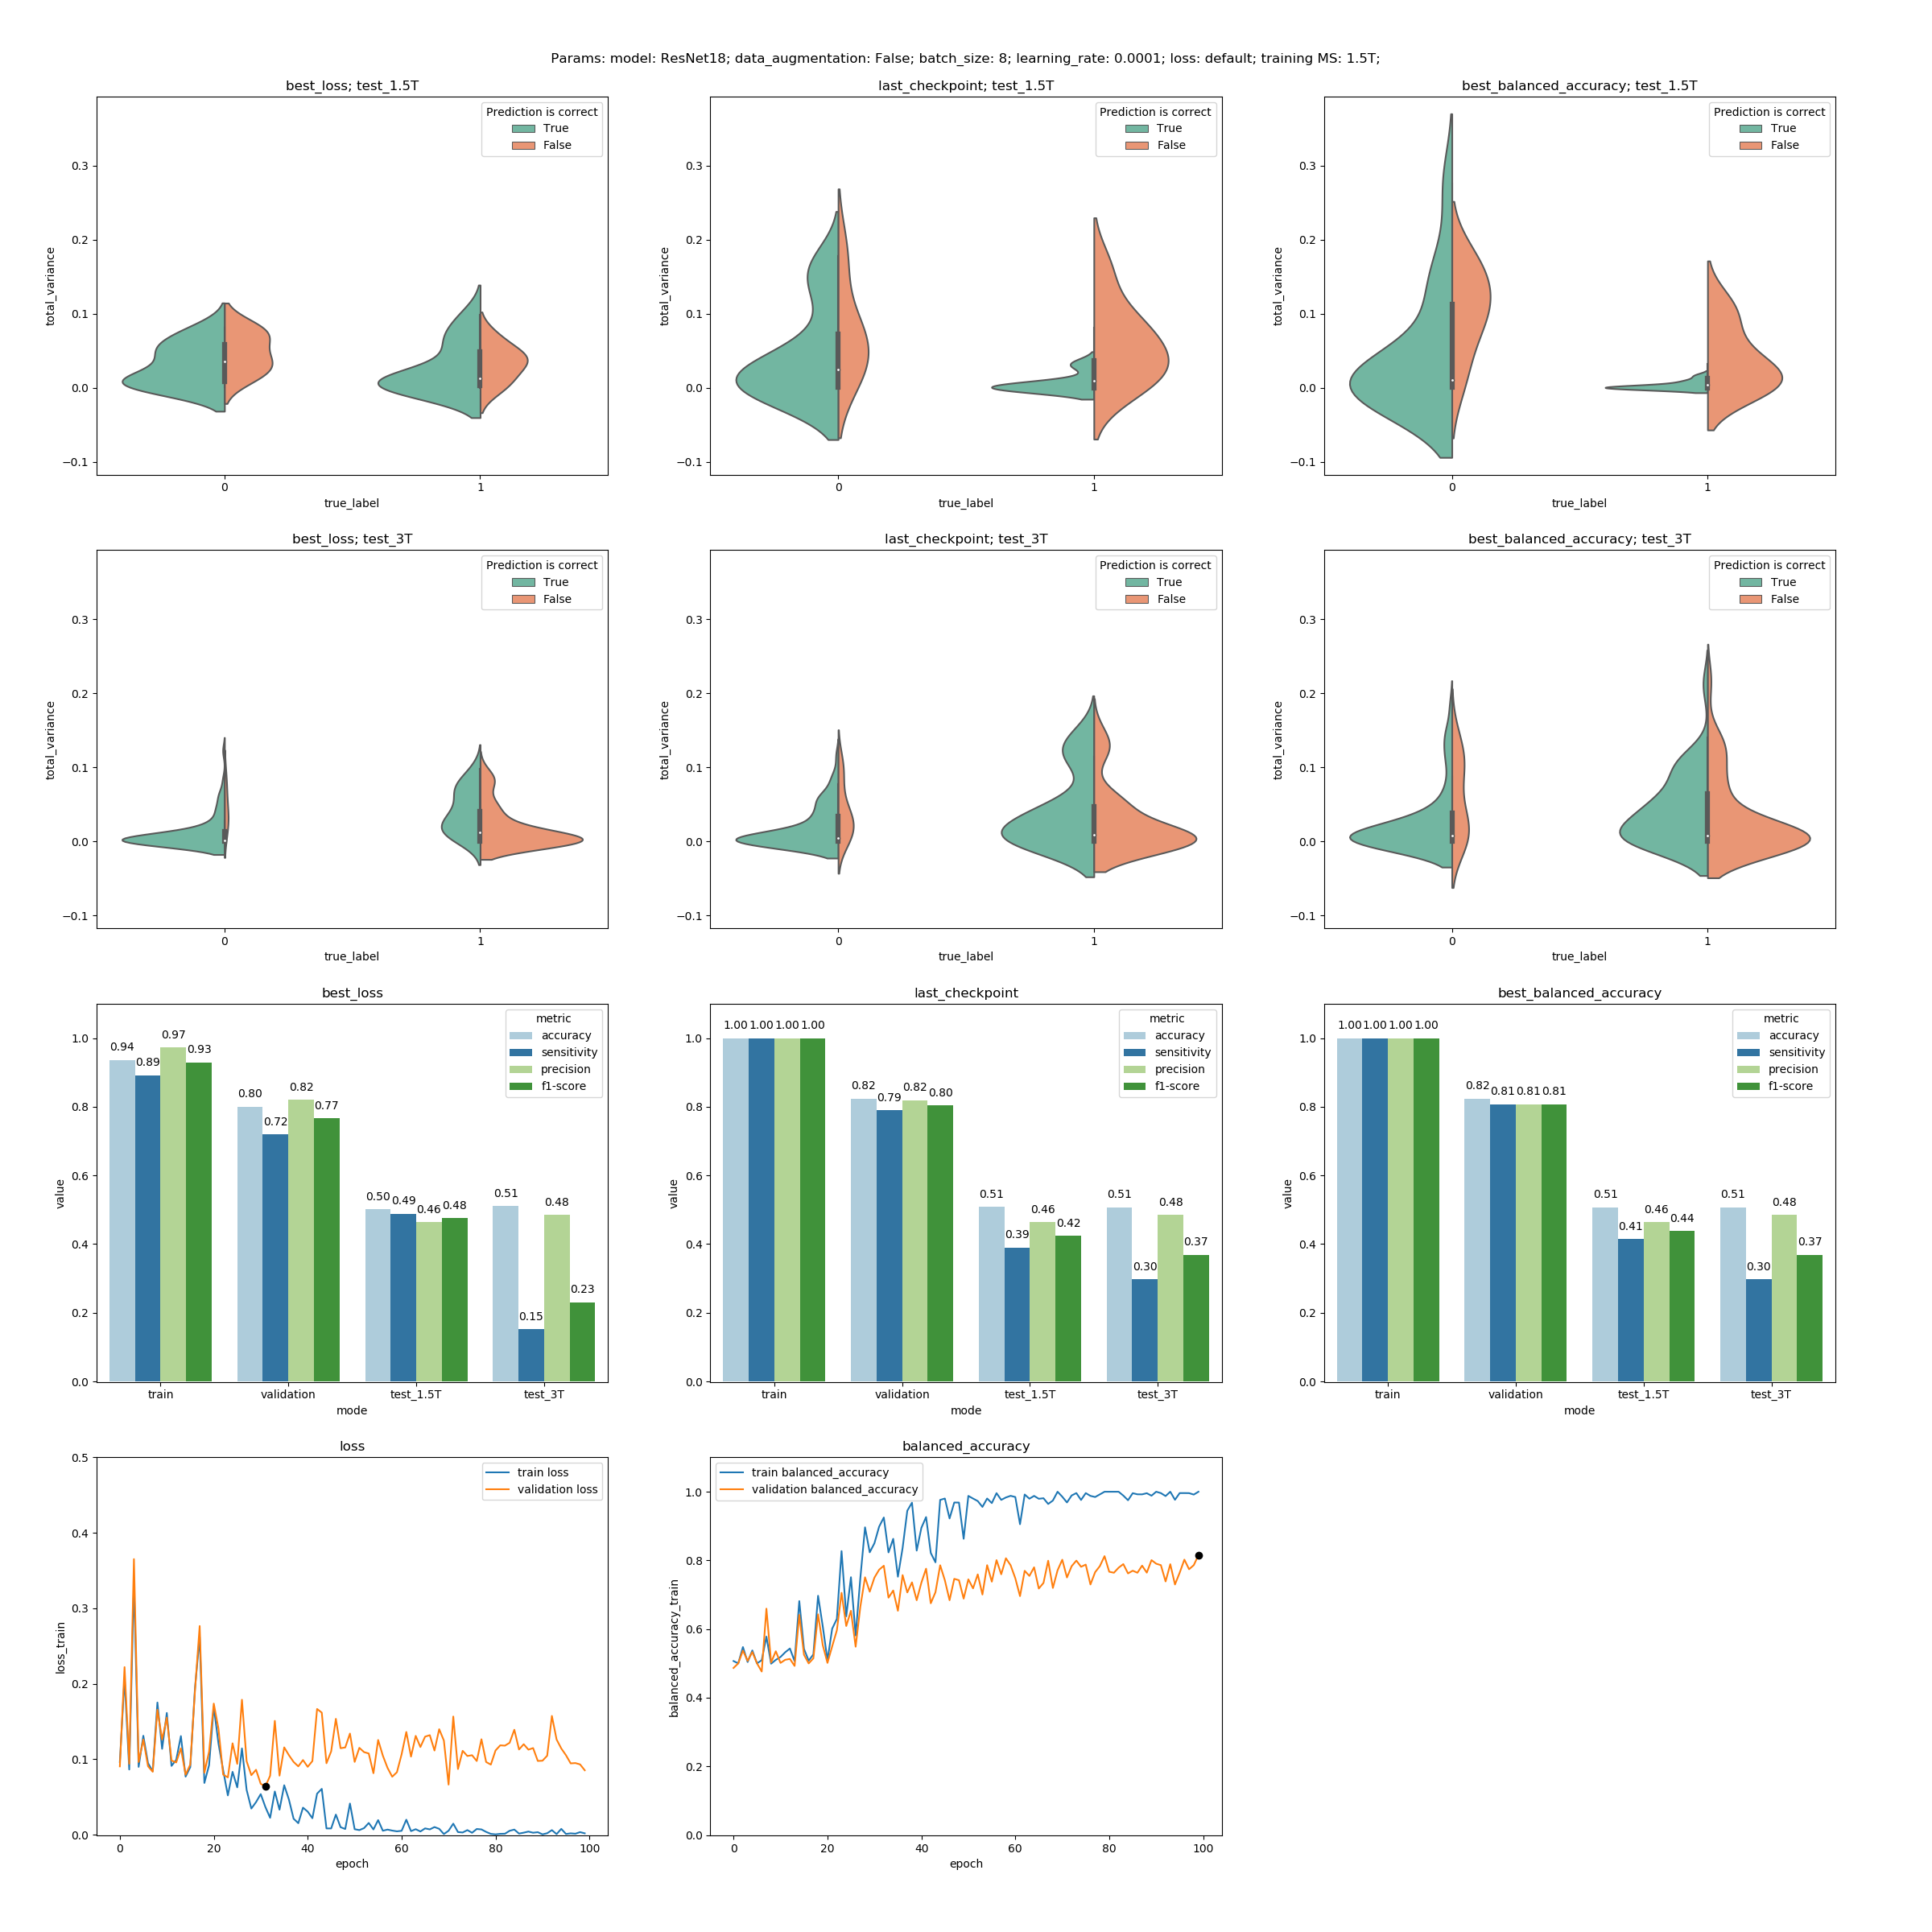 Params: model: ResNet18; data_augmentation: False; batch_size: 8; learning_rate: 0.0001; loss: default; training MS: 1.5T;
best_loss; test_1.5T
Prediction is correct
True
False
0.3
0.2
0.1
0.0
−0.1
total_variance
0
1
true_label
last_checkpoint; test_1.5T
Prediction is correct
True
False
0.3
0.2
0.1
0.0
−0.1
total_variance
0
1
true_label
best_balanced_accuracy; test_1.5T
Prediction is correct
True
False
0.3
0.2
0.1
0.0
−0.1
total_variance
0
1
true_label
best_loss; test_3T
Prediction is correct
True
False
0.3
0.2
0.1
0.0
−0.1
total_variance
0
1
true_label
last_checkpoint; test_3T
Prediction is correct
True
False
0.3
0.2
0.1
0.0
−0.1
total_variance
0
1
true_label
best_balanced_accuracy; test_3T
Prediction is correct
True
False
0.3
0.2
0.1
0.0
−0.1
total_variance
0
1
true_label
best_loss
metric
accuracy
sensitivity
precision
f1-score
1.0
0.8
0.6
0.4
0.2
0.0
value
0.94 0.89 0.97 0.93
0.80 0.72 0.82 0.77
0.50 0.49 0.46 0.48
0.51 0.15 0.48 0.23
train validation test_1.5T test_3T
mode
last_checkpoint
metric
accuracy
sensitivity
precision
f1-score
1.0
0.8
0.6
0.4
0.2
0.0
value
1.00 1.00 1.00 1.00
0.82 0.79 0.82 0.80
0.51 0.39 0.46 0.42
0.51 0.30 0.48 0.37
train validation test_1.5T test_3T
mode
best_balanced_accuracy
metric
accuracy
sensitivity
precision
f1-score
1.0
0.8
0.6
0.4
0.2
0.0
value
1.00 1.00 1.00 1.00
0.82 0.81 0.81 0.81
0.51 0.41 0.46 0.44
0.51 0.30 0.48 0.37
train validation test_1.5T test_3T
mode
loss
train loss
validation loss
0.5
0.4
0.3
0.2
0.1
0.0
loss_train
0 20 40 60 80 100
epoch
balanced_accuracy
train balanced_accuracy
validation balanced_accuracy
1.0
0.8
0.6
0.4
0.2
0.0
balanced_accuracy_train
0 20 40 60 80 100
epoch